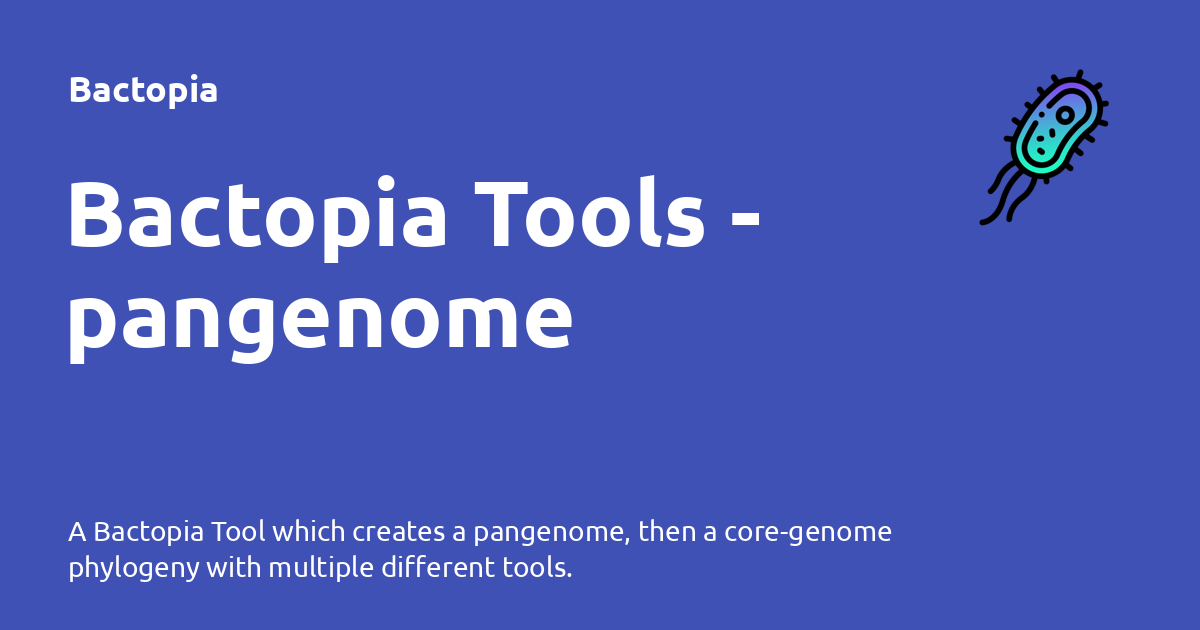 Bactopia
Bactopia Tools -
pangenome
A Bactopia Tool which creates a pangenome, then a core-genome
phylogeny with multiple different tools.